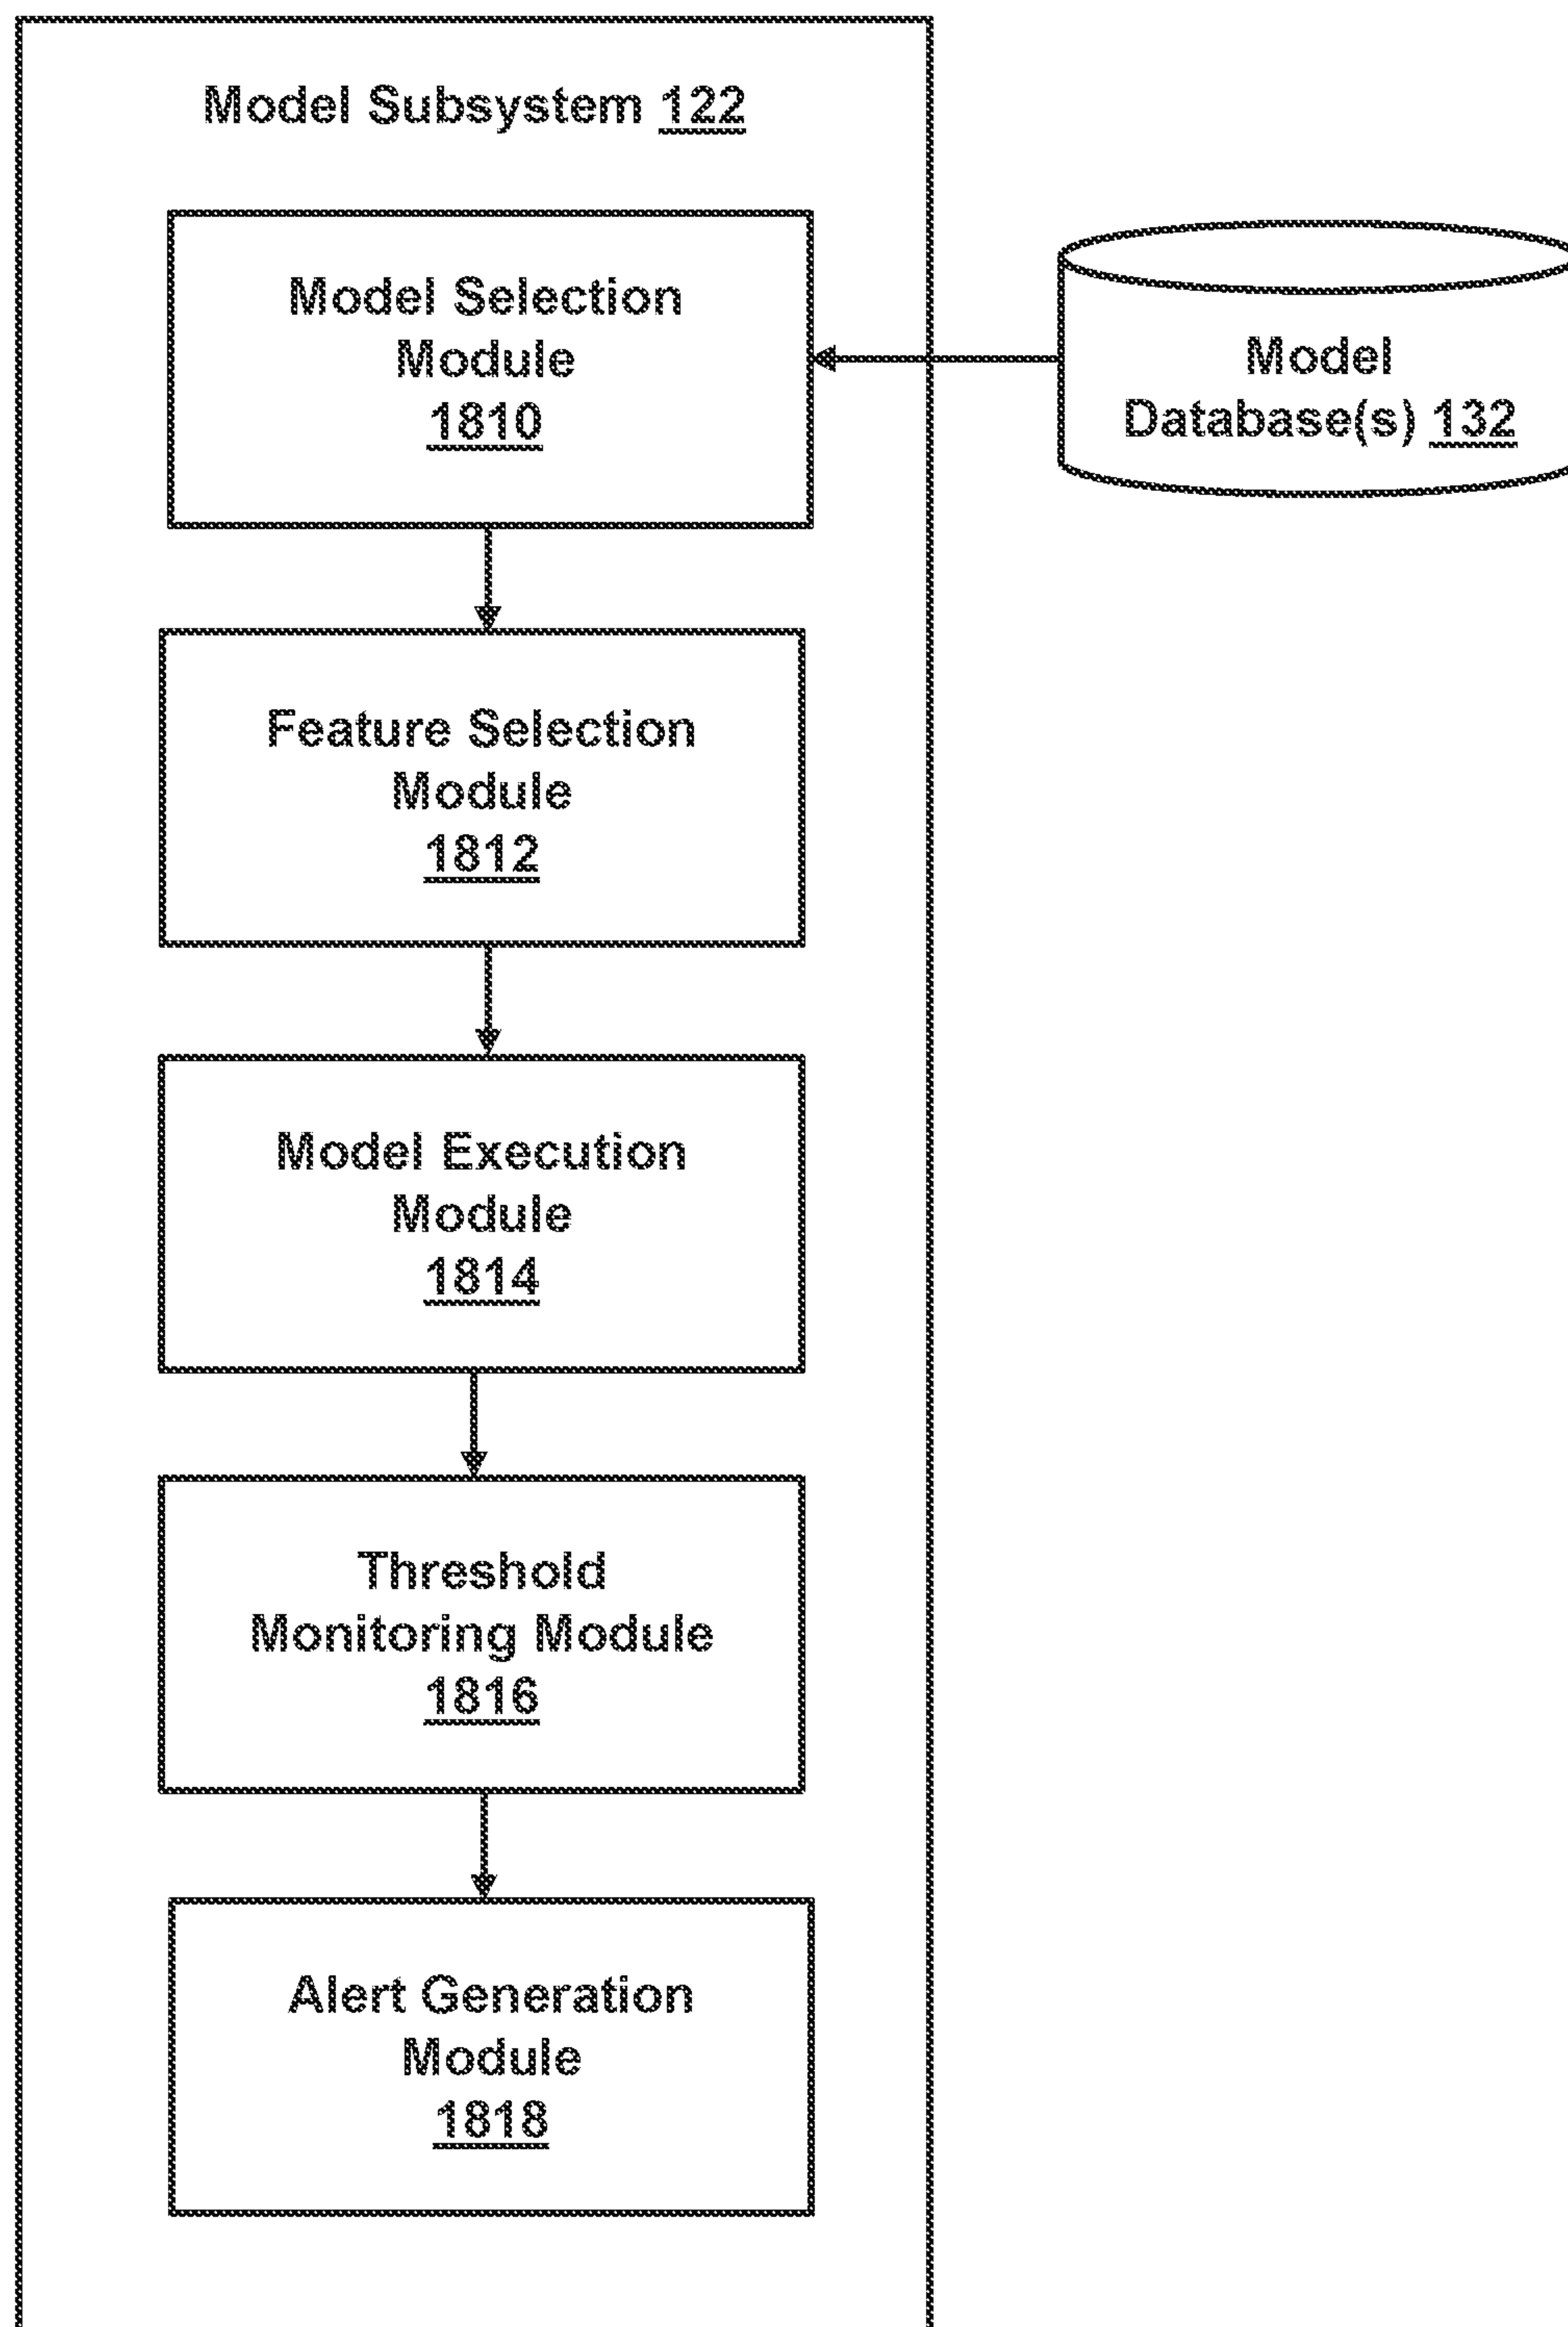 Model Subsystem 122
Model Selection
Module
1810
Model
Database(s) 132
Feature Selection
Module
1812
Model Execution
Module
1814
Threshold
Monitoring Module
1816
Alert Generation
Module
1818